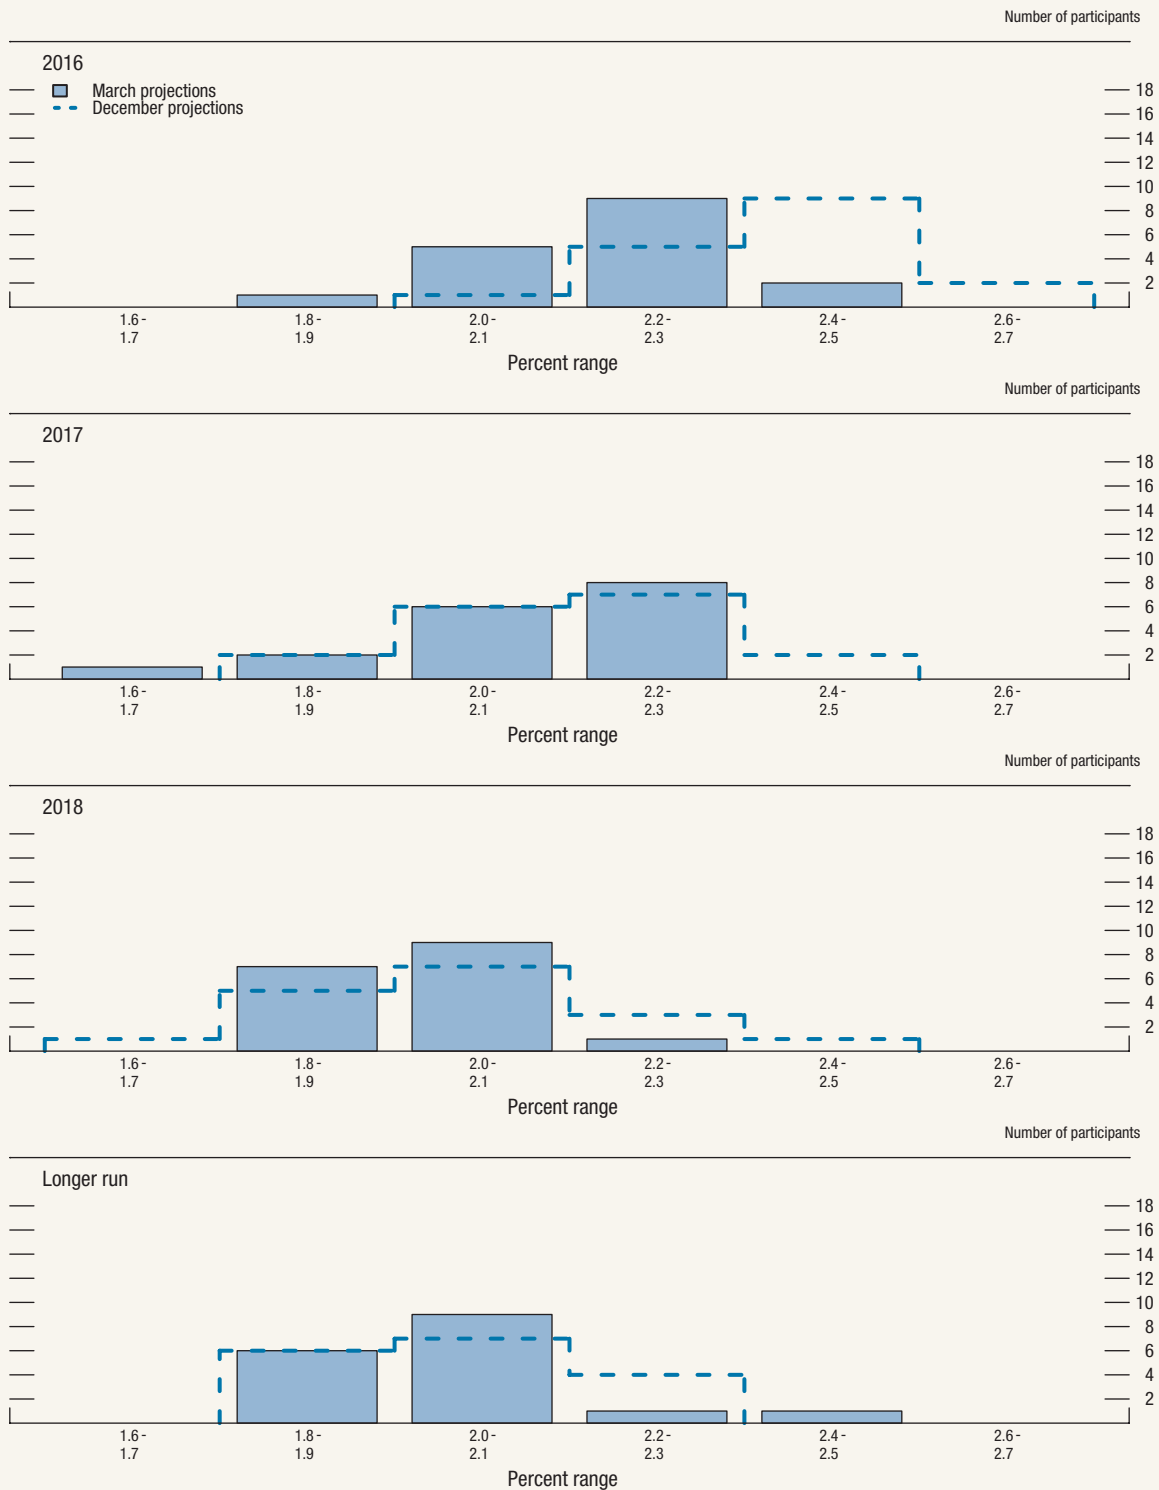 Number of participants
2016
March projections
December projections
18
16
14
12
10
8
6
4
2
1.6 - 1.8 - 2.0 - 2.2 - 2.4 - 2.6 -
1.7 1.9 2.1 2.3 2.5 2.7
Percent range
Number of participants
2017
18
16
14
12
10
8
6
4
2
1.6 - 1.8 - 2.0 - 2.2 - 2.4 - 2.6 -
1.7 1.9 2.1 2.3 2.5 2.7
Percent range
Number of participants
2018
18
16
14
12
10
8
6
4
2
1.6 - 1.8 - 2.0 - 2.2 - 2.4 - 2.6 -
1.7 1.9 2.1 2.3 2.5 2.7
Percent range
Number of participants
Longer run
18
16
14
12
10
8
6
4
2
1.6 - 1.8 - 2.0 - 2.2 - 2.4 - 2.6 -
1.7 1.9 2.1 2.3 2.5 2.7
Percent range